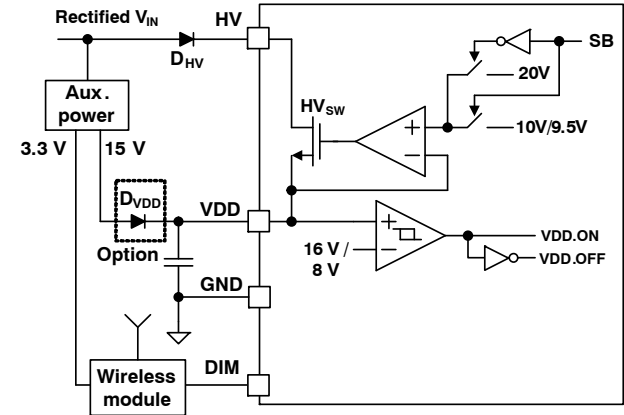 Rectified VIN
HV
DHV
SB
20V
HVSW
10V/9.5V
Aux.
power
3.3 V
15 V
+
−
DVDD
VDD
Option
+
−
16 V /
8 V
VDD.ON
VDD.OFF
GND
DIM
Wireless
module